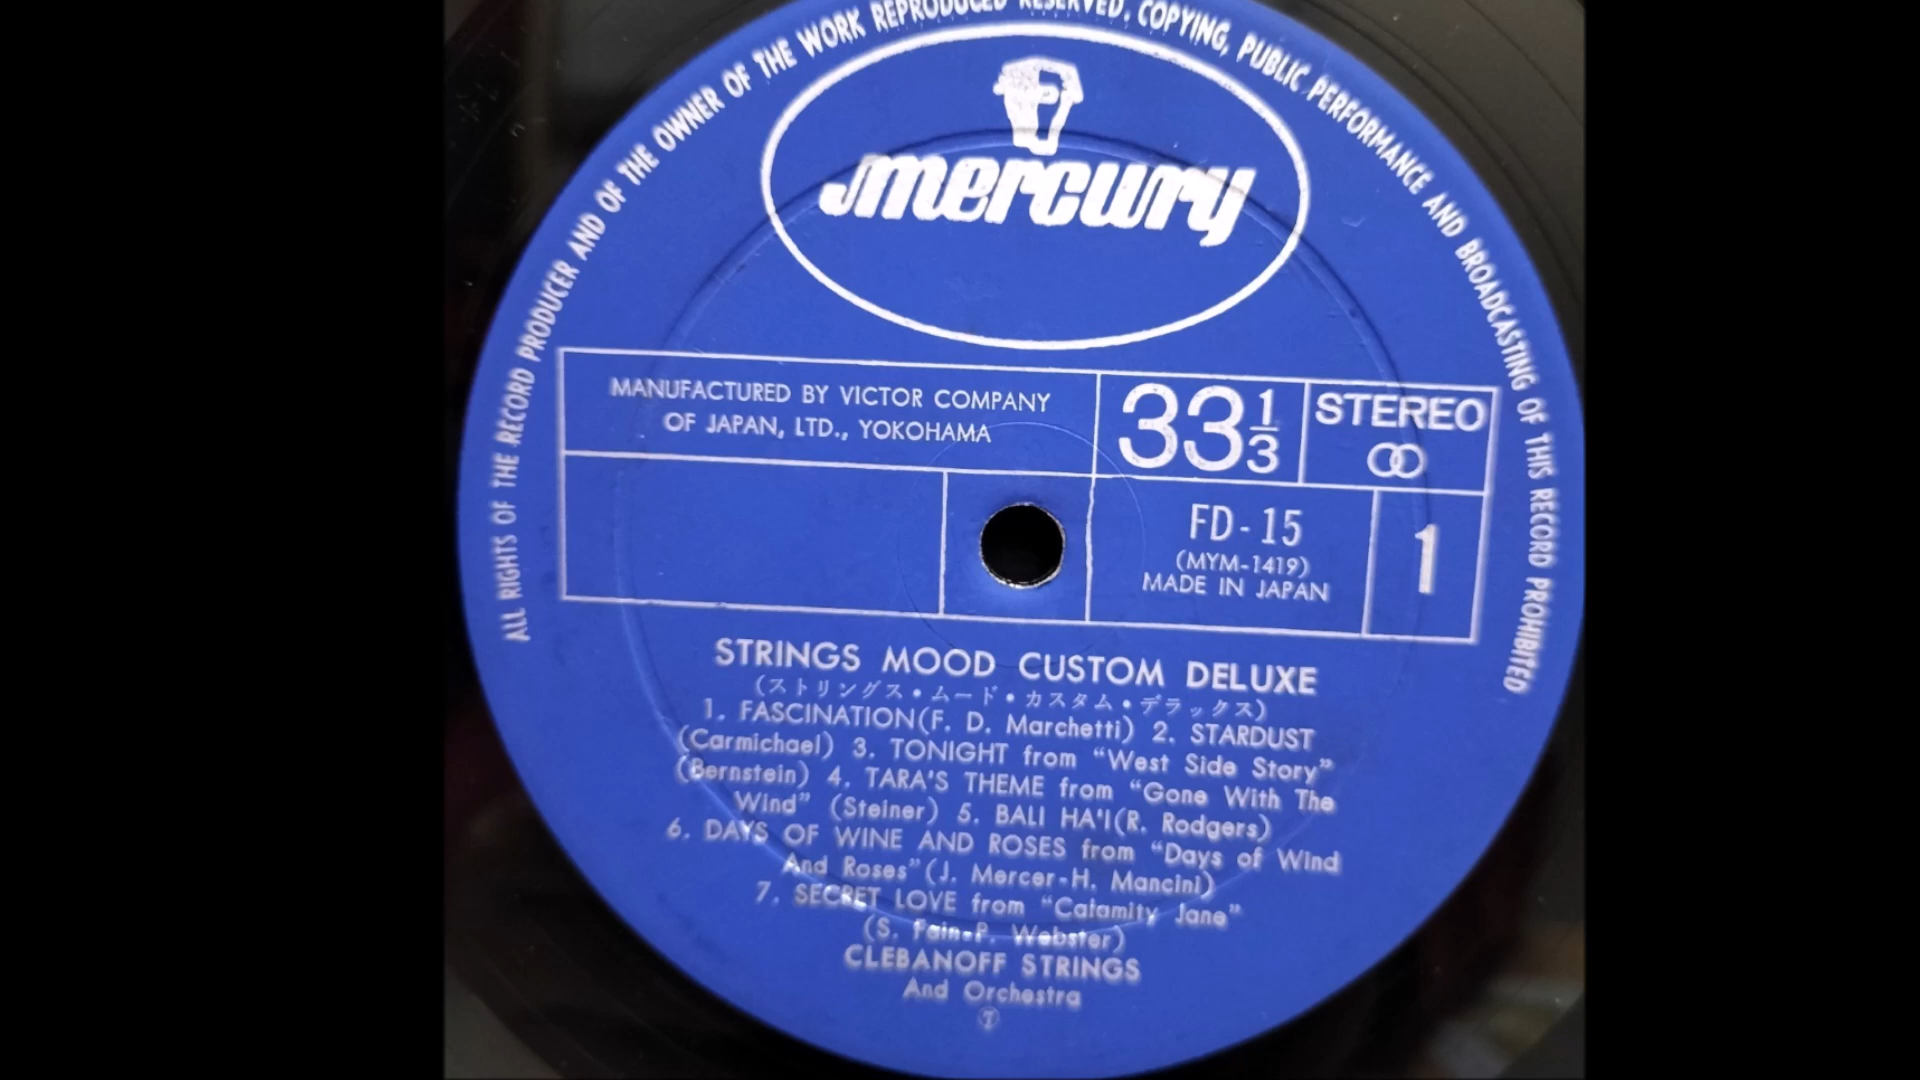 ALL RIGHTS OF THE RECORD PRODUCER AND OF THE OWNER OF THE WORK REPRODUCED RESERVED. COPYING, PUBLIC PERFORMANCE AND BROADCASTING OF THIS RECORD PROHIBITED
mercury
MANUFACTURED BY VICTOR COMPANY
OF JAPAN, LTD., YOKOHAMA
33 1/3
STEREO
FD-15
(MYM-1419)
MADE IN JAPAN
1
STRINGS MOOD CUSTOM DELUXE
(ストリングス・ムード・カスタム・デラックス)
1. FASCINATION(F. D. Marchetti) 2. STARDUST
(Carmichael) 3. TONIGHT from “West Side Story”
(Bernstein) 4. TARA'S THEME from “Gone With The
Wind” (Steiner) 5. BALI HA'I(R. Rodgers)
6. DAYS OF WINE AND ROSES from “Days of Wind
And Roses”(J. Mercer-H. Mancini)
7. SECRET LOVE from “Calamity Jane”
(S. Fain-P. Webster)
CLEBANOFF STRINGS
And Orchestra